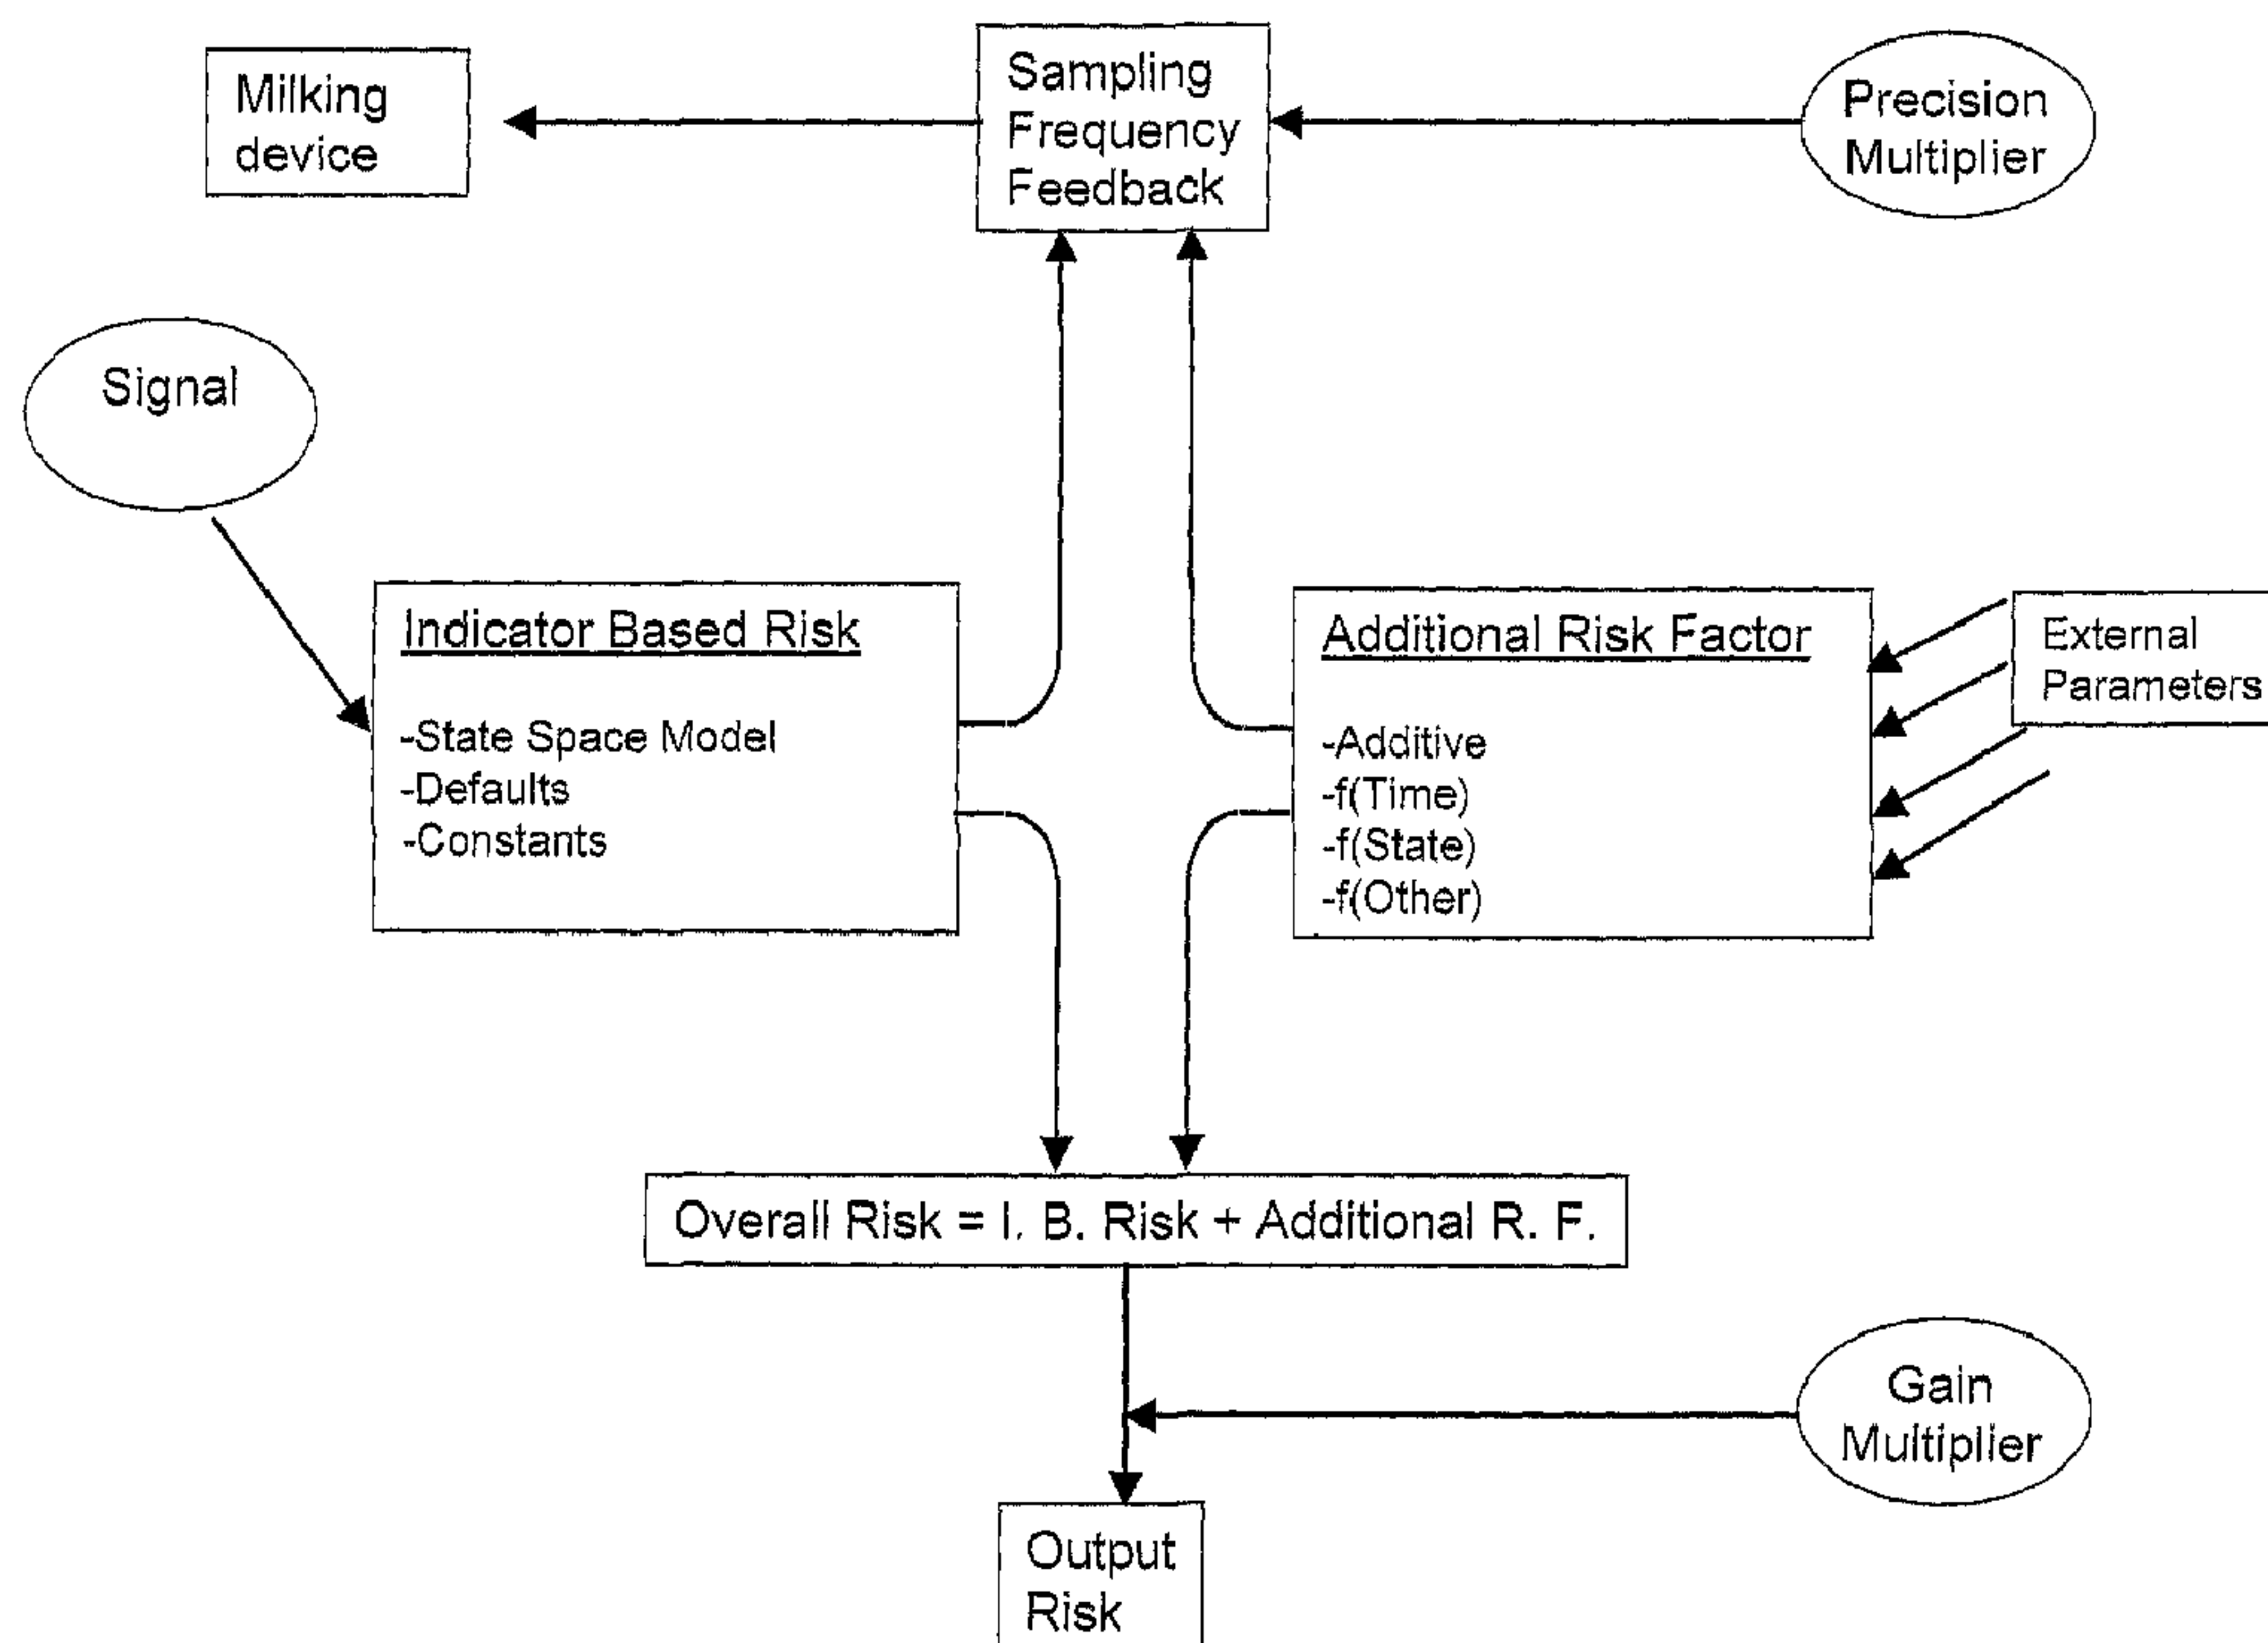 Milking
device
Sampling
Frequency
Feedback
Precision
Multiplier
Signal
Indicator Based Risk
-State Space Model
-Defaults
-Constants
Additional Risk Factor
-Additive
-f(Time)
-f(State)
-f(Other)
External
Parameters
Overall Risk = I. B. Risk + Additional R. F.
Gain
Multiplier
Output
Risk